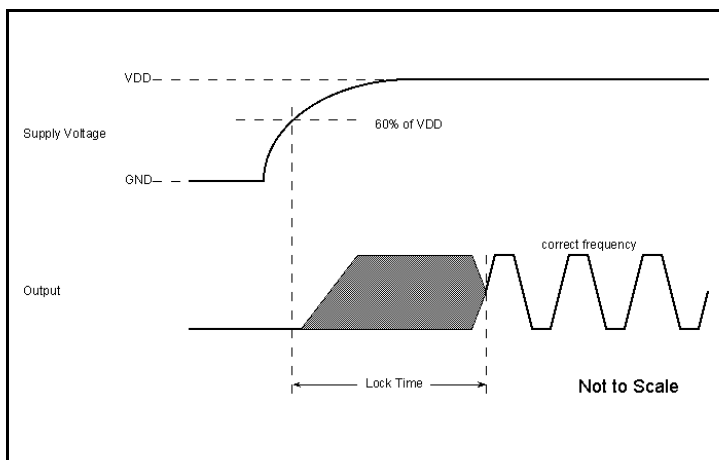 VDD
60% of VDD
Supply Voltage
GND
correct frequency
Output
Lock Time
Not to Scale